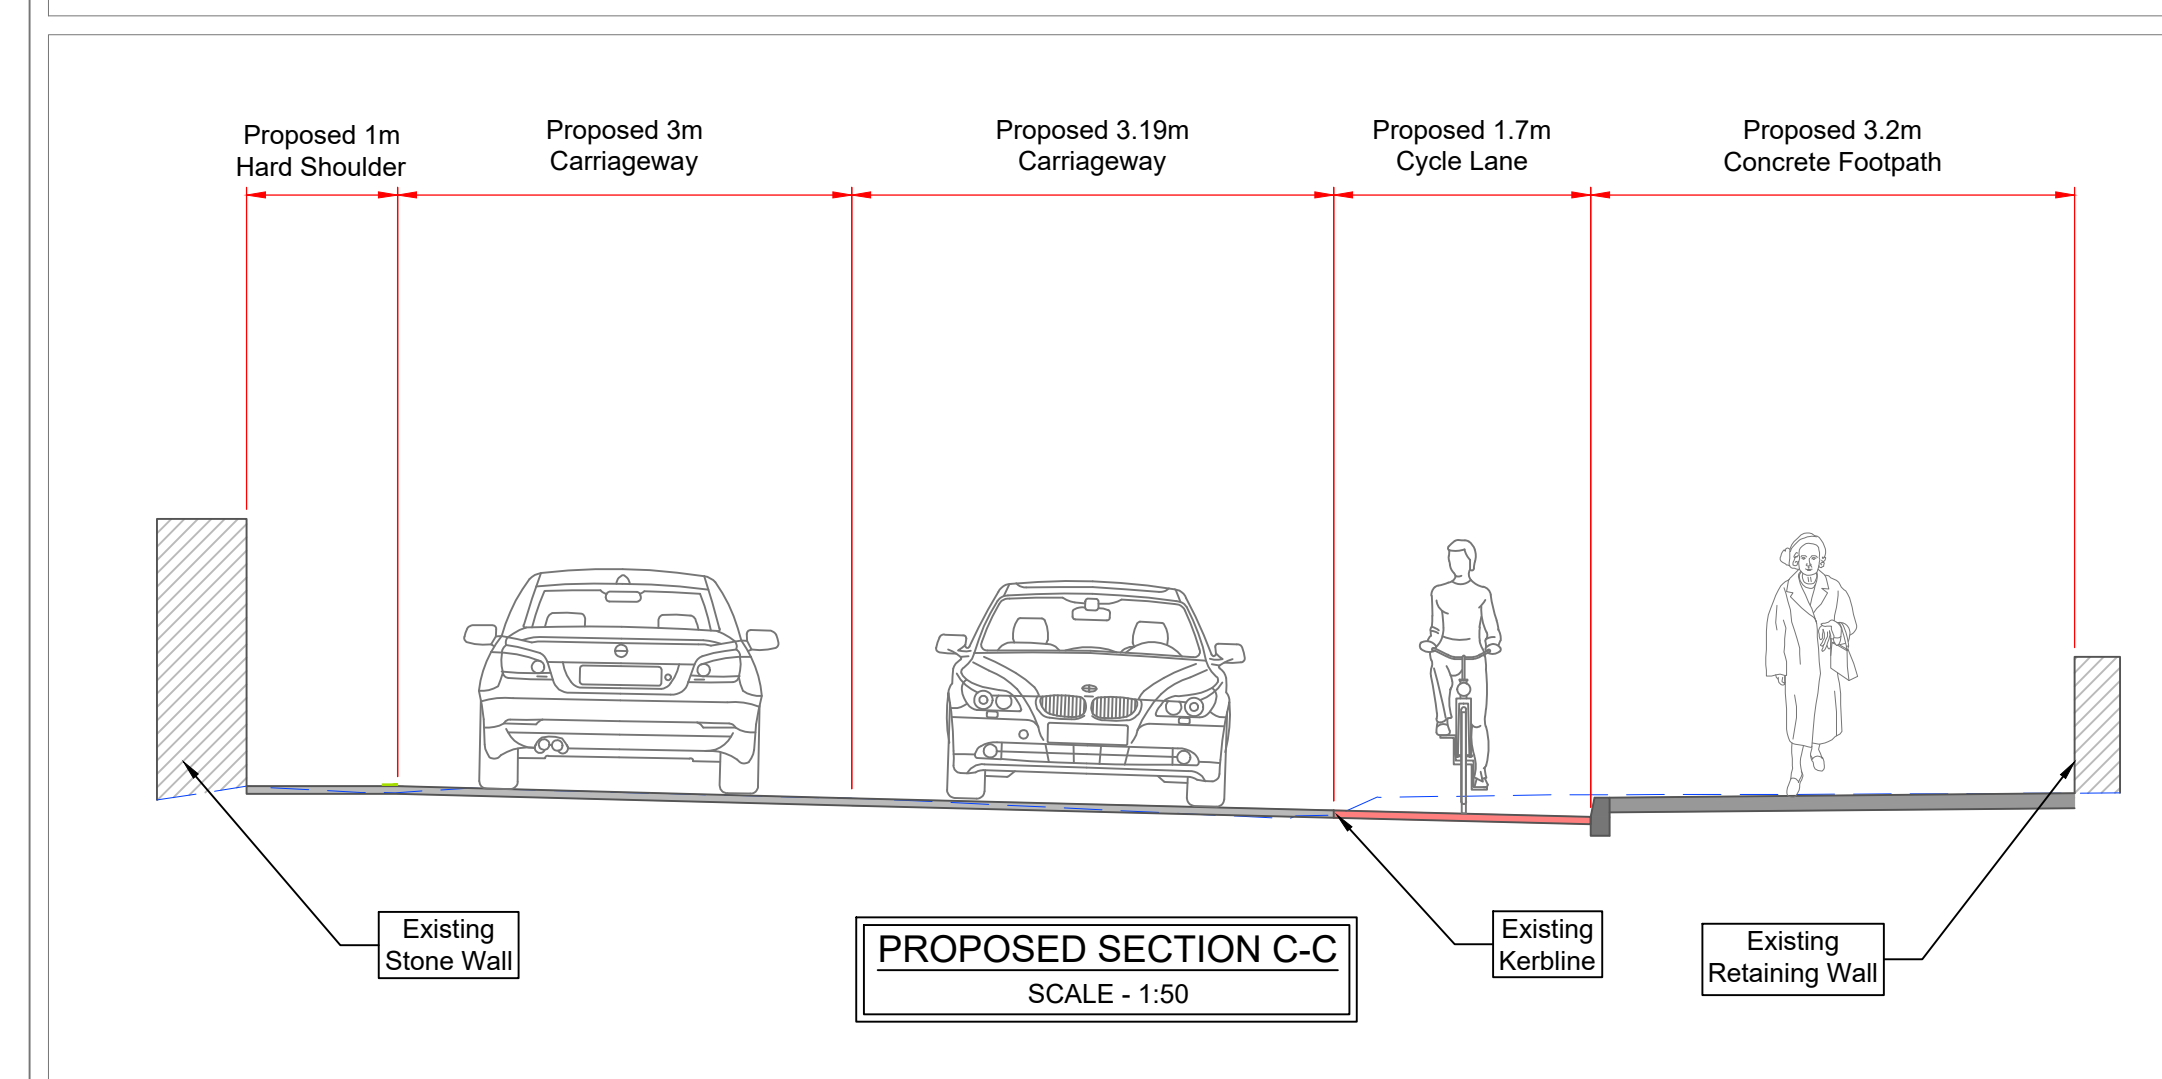 Proposed 1m
Hard Shoulder
Proposed 3m
Carriageway
Proposed 3.19m
Carriageway
Proposed 1.7m
Cycle Lane
Proposed 3.2m
Concrete Footpath
Existing
Stone Wall
PROPOSED SECTION C-C
SCALE - 1:50
Existing
Kerbline
Existing
Retaining Wall